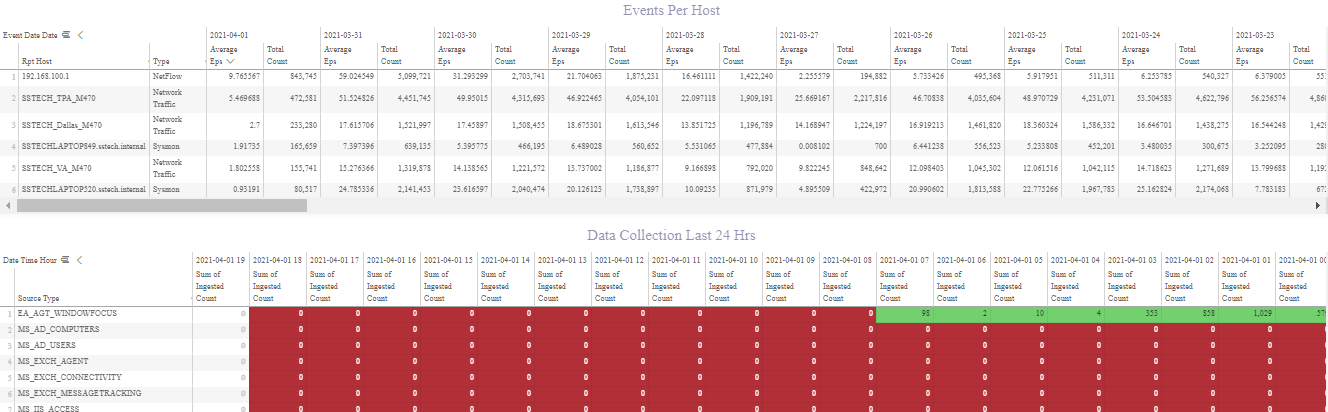 Events Per Host
Event Date Date 2021-04-01 2021-03-31 2021-03-30 2021-03-29 2021-03-28 2021-03-27 2021-03-26 2021-03-25 2021-03-24 2021-03-23
Average Total Average Total Average Total Average Total Average Total Average Total Average Total Average Total Average Total Average Total
Rpt Host Type Eps Count Eps Count Eps Count Eps Count Eps Count Eps Count Eps Count Eps Count Eps Count Eps Count
1 192.168.100.1 NetFlow 9.765567 843,745 59.024549 5,099,721 31.293299 2,703,741 21.704063 1,875,231 16.461111 1,422,240 2.255579 194,882 5.733426 495,368 5.917951 511,311 6.253785 540,327 6.379005
2 SSTECH_TPA_M470 Network Traffic 5.469688 472,581 51.524826 4,451,745 49.95015 4,315,693 46.922465 4,054,101 22.097118 1,909,191 25.669167 2,217,816 46.70838 4,035,604 48.970729 4,231,071 53.504583 4,622,796 56.256574
3 SSTECH_Dallas_M470 Network Traffic 2.7 233,280 17.615706 1,521,997 17.45897 1,508,455 18.675301 1,613,546 13.851725 1,196,789 14.168947 1,224,197 16.919213 1,461,820 18.360324 1,586,332 16.646701 1,438,275 16.544248
4 SSTECHLAPTOP849.sstech.internal Sysmon 1.91735 165,659 7.397396 639,135 5.395775 466,195 6.489028 560,652 5.531065 477,884 0.008102 700 6.441238 556,523 5.233808 452,201 3.480035 300,675 3.252095
5 SSTECH_VA_M470 Network Traffic 1.802558 155,741 15.276366 1,319,878 14.138565 1,221,572 13.737002 1,186,877 9.166898 792,020 9.822245 848,642 12.098403 1,045,302 12.061516 1,042,115 14.718623 1,271,689 13.799688
6 SSTECHLAPTOP520.sstech.internal Sysmon 0.93191 80,517 24.785336 2,141,453 23.616597 2,040,474 20.126123 1,738,897 10.09235 871,979 4.895509 422,972 20.990602 1,813,588 22.775266 1,967,783 25.162824 2,174,068 7.783183
Data Collection Last 24 Hrs
Date Time Hour 2021-04-01 19 2021-04-01 18 2021-04-01 17 2021-04-01 16 2021-04-01 15 2021-04-01 14 2021-04-01 13 2021-04-01 12 2021-04-01 11 2021-04-01 10 2021-04-01 09 2021-04-01 08 2021-04-01 07 2021-04-01 06 2021-04-01 05 2021-04-01 04 2021-04-01 03 2021-04-01 02 2021-04-01 01 2021-04-01
Sum of Sum of Sum of Sum of Sum of Sum of Sum of Sum of Sum of Sum of Sum of Sum of Sum of Sum of Sum of Sum of Sum of Sum of Sum of Sum of
Ingested Ingested Ingested Ingested Ingested Ingested Ingested Ingested Ingested Ingested Ingested Ingested Ingested Ingested Ingested Ingested Ingested Ingested Ingested Ingested
Source Type Count Count Count Count Count Count Count Count Count Count Count Count Count Count Count Count Count Count Count Count
1 EA_AGT_WINDOWFOCUS 0 0 0 0 0 0 0 0 0 0 0 0 98 2 10 4 353 858 1,029
2 MS_AD_COMPUTERS 0 0 0 0 0 0 0 0 0 0 0 0 0 0 0 0 0 0 0
3 MS_AD_USERS 0 0 0 0 0 0 0 0 0 0 0 0 0 0 0 0 0 0 0
4 MS_EXCH_AGENT 0 0 0 0 0 0 0 0 0 0 0 0 0 0 0 0 0 0 0
5 MS_EXCH_CONNECTIVITY 0 0 0 0 0 0 0 0 0 0 0 0 0 0 0 0 0 0 0
6 MS_EXCH_MESSAGETRACKING 0 0 0 0 0 0 0 0 0 0 0 0 0 0 0 0 0 0 0
7 MS_IIS_ACCESS 0 0 0 0 0 0 0 0 0 0 0 0 0 0 0 0 0 0 0